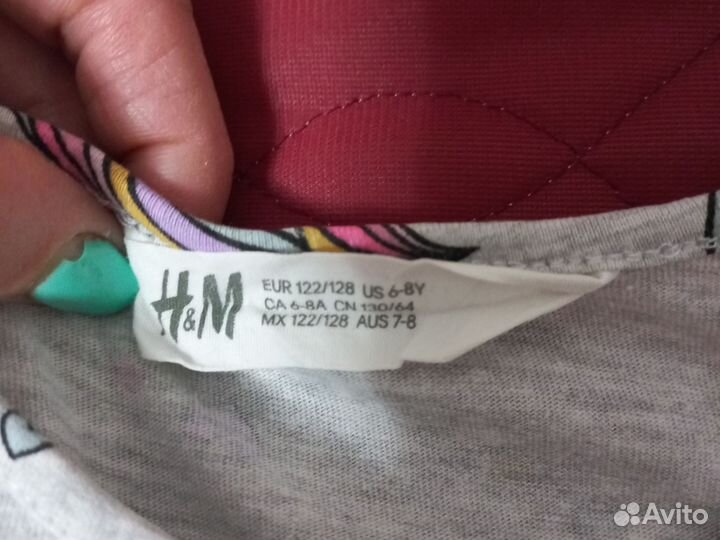 H&M
EUR 122/128 US 6-8Y
CA 6-8A CN 130/64
MX 122/128 AUS 7-8
Avito